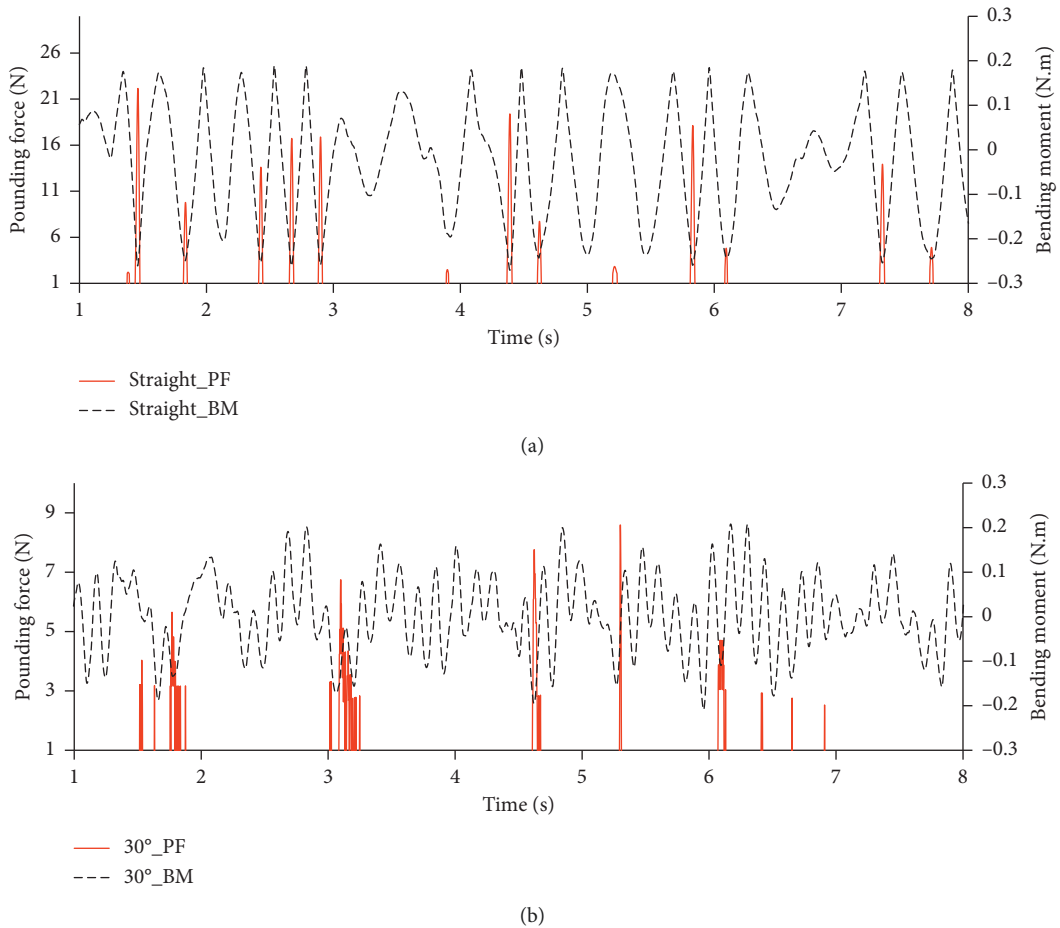 Pounding force (N)
26
21
16
11
6
1
0.3
0.2
0.1
0
–0.1
–0.2
–0.3
Bending moment (N.m)
1 2 3 4 5 6 7 8
Time (s)
Straight_PF
Straight_BM
(a)
Pounding force (N)
9
7
5
3
1
0.3
0.2
0.1
0
–0.1
–0.2
–0.3
Bending moment (N.m)
1 2 3 4 5 6 7 8
Time (s)
30°_PF
30°_BM
(b)